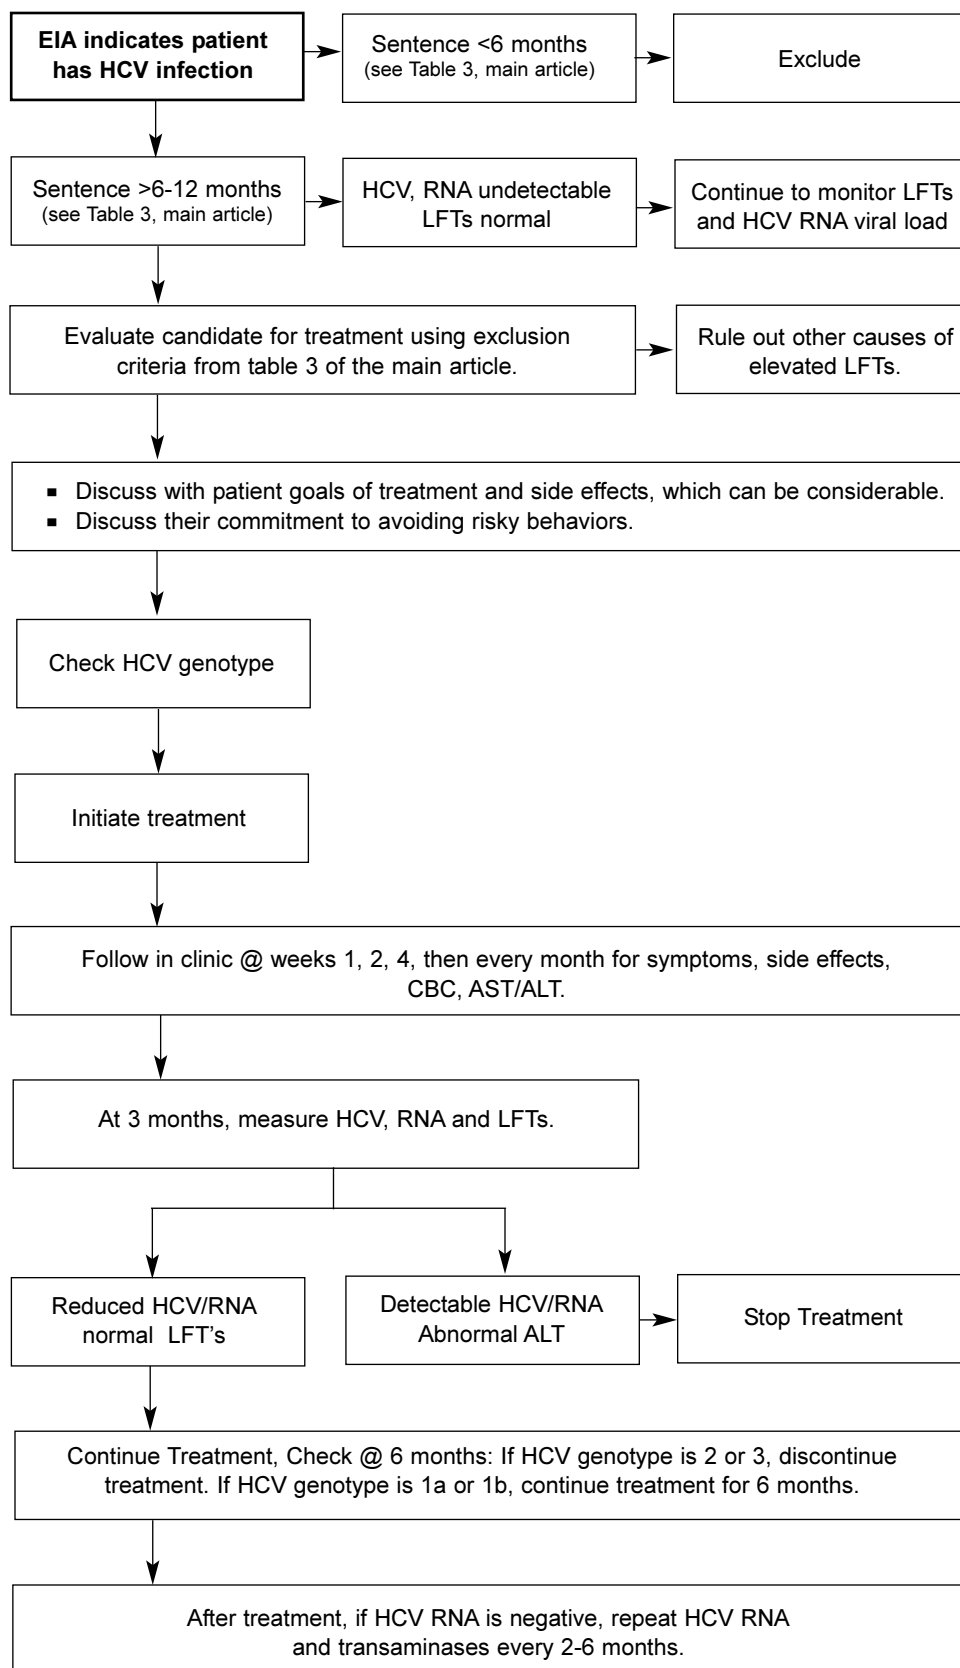 EIA indicates patient
has HCV infection
Sentence <6 months
(see Table 3, main article)
Exclude
Sentence >6-12 months
(see Table 3, main article)
HCV, RNA undetectable
LFTs normal
Continue to monitor LFTs
and HCV RNA viral load
Evaluate candidate for treatment using exclusion
criteria from table 3 of the main article.
Rule out other causes of
elevated LFTs.
▪ Discuss with patient goals of treatment and side effects, which can be considerable.
▪ Discuss their commitment to avoiding risky behaviors.
Check HCV genotype
Initiate treatment
Follow in clinic @ weeks 1, 2, 4, then every month for symptoms, side effects,
CBC, AST/ALT.
At 3 months, measure HCV, RNA and LFTs.
Reduced HCV/RNA
normal LFT's
Detectable HCV/RNA
Abnormal ALT
Stop Treatment
Continue Treatment, Check @ 6 months: If HCV genotype is 2 or 3, discontinue
treatment. If HCV genotype is 1a or 1b, continue treatment for 6 months.
After treatment, if HCV RNA is negative, repeat HCV RNA
and transaminases every 2-6 months.